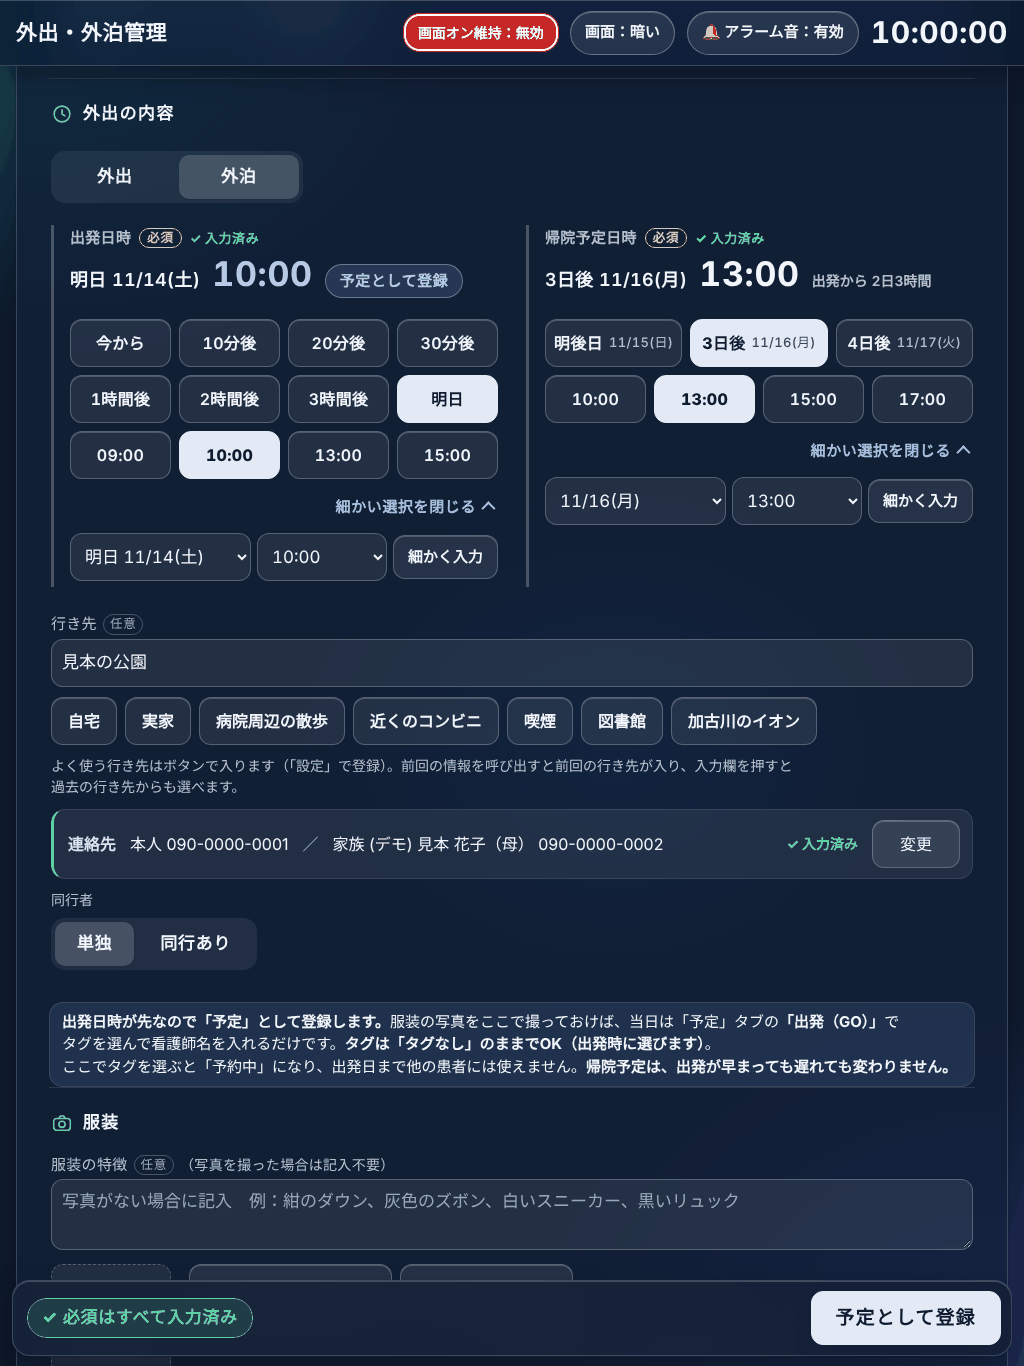 外出・外泊管理
画面オン維持：無効
画面：暗い
アラーム音：有効
10:00:00
外出の内容
外出
外泊
出発日時 必須 ✓ 入力済み
明日 11/14(土) 10:00 予定として登録
今から 10分後 20分後 30分後
1時間後 2時間後 3時間後 明日
09:00 10:00 13:00 15:00
細かい選択を閉じる
明日 11/14(土) 10:00 細かく入力
帰院予定日時 必須 ✓ 入力済み
3日後 11/16(月) 13:00 出発から 2日3時間
明後日 11/15(日) 3日後 11/16(月) 4日後 11/17(火)
10:00 13:00 15:00 17:00
細かい選択を閉じる
11/16(月) 13:00 細かく入力
行き先 任意
見本の公園
自宅 実家 病院周辺の散歩 近くのコンビニ 喫煙 図書館 加古川のイオン
よく使う行き先はボタンで入ります（「設定」で登録）。前回の情報を呼び出すと前回の行き先が入り、入力欄を押すと
過去の行き先からも選べます。
連絡先 本人 090-0000-0001 ／ 家族 (デモ) 見本 花子（母） 090-0000-0002 ✓ 入力済み 変更
同行者
単独 同行あり
出発日時が先なので「予定」として登録します。服装の写真をここで撮っておけば、当日は「予定」タブの「出発（GO）」で
タグを選んで看護師名を入れるだけです。タグは「タグなし」のままでOK（出発時に選びます）。
ここでタグを選ぶと「予約中」になり、出発日まで他の患者には使えません。帰院予定は、出発が早まっても遅れても変わりません。
服装
服装の特徴 任意 （写真を撮った場合は記入不要）
写真がない場合に記入　例：紺のダウン、灰色のズボン、白いスニーカー、黒いリュック
✓ 必須はすべて入力済み
予定として登録